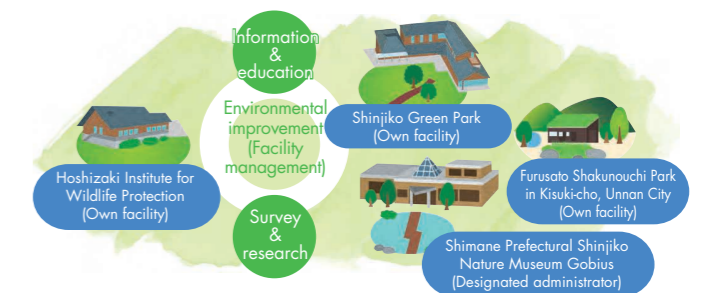 Information
&
education
Environmental
improvement
(Facility
management)
Survey
&
research
Hoshizaki Institute for
Wildlife Protection
(Own facility)
Shinjiko Green Park
(Own facility)
Furusato Shakunouchi Park
in Kisuki-cho, Unnan City
(Own facility)
Shimane Prefectural Shinjiko
Nature Museum Gobius
(Designated administrator)